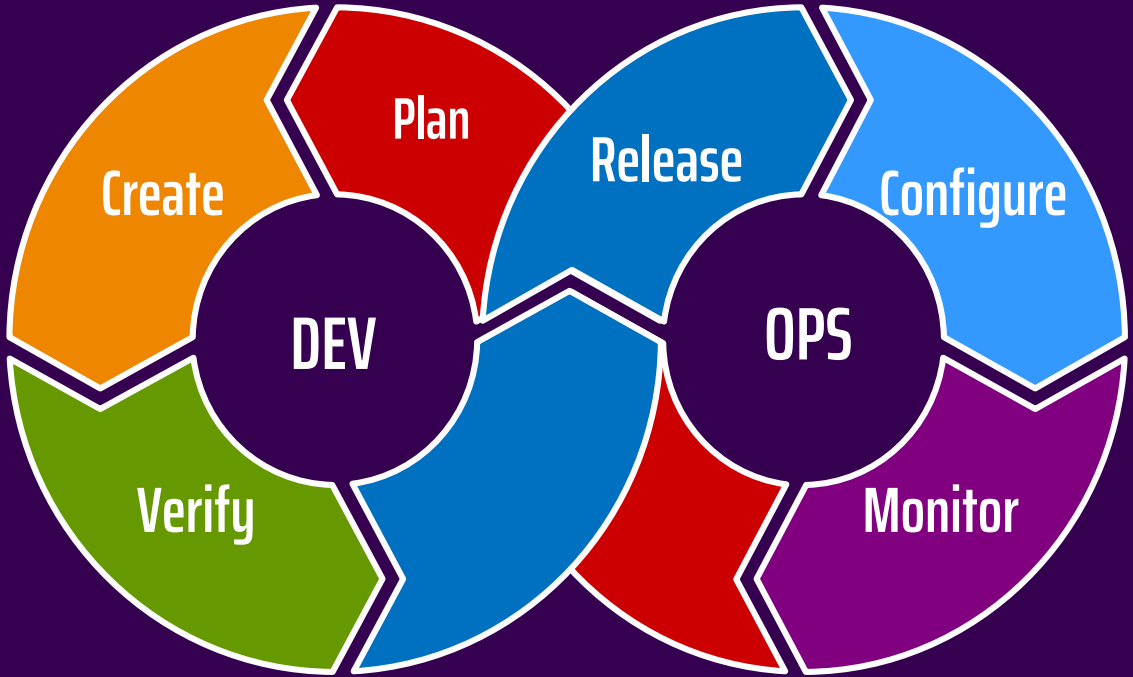 Plan
Create
Verify
DEV
Release
Configure
Monitor
OPS